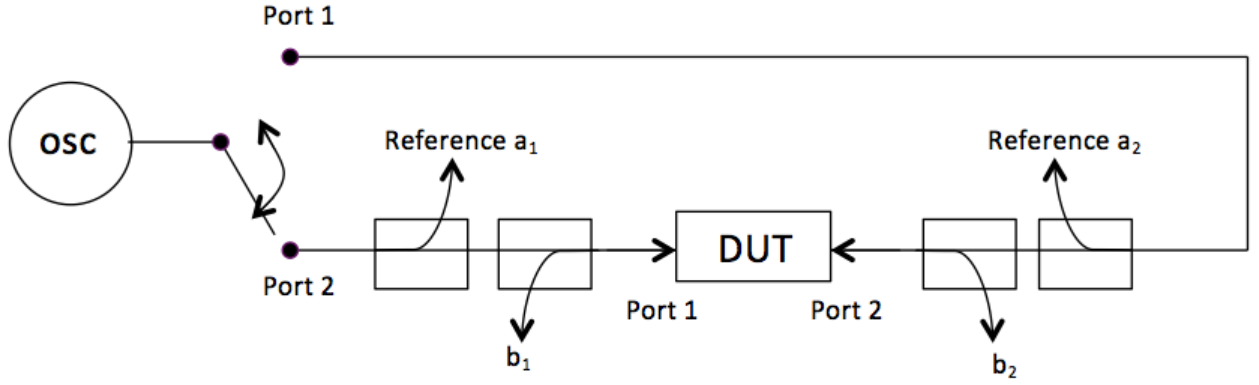 Port 1
OSC
Reference a₁
Reference a₂
DUT
Port 2
Port 1
Port 2
b₁
b₂